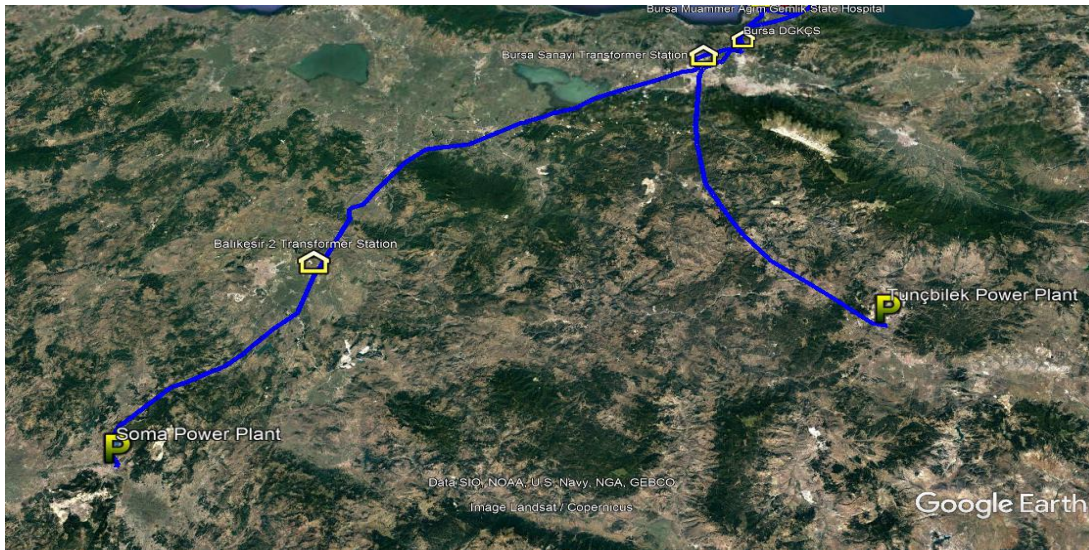 Bursa Muammer Ağım Gemlik State Hospital
Bursa DGKÇS
Bursa Sanayi Transformer Station
Balıkesir 2 Transformer Station
Tunçbilek Power Plant
Soma Power Plant
Data SIO, NOAA, U.S. Navy, NGA, GEBCO
Image Landsat / Copernicus
Google Earth